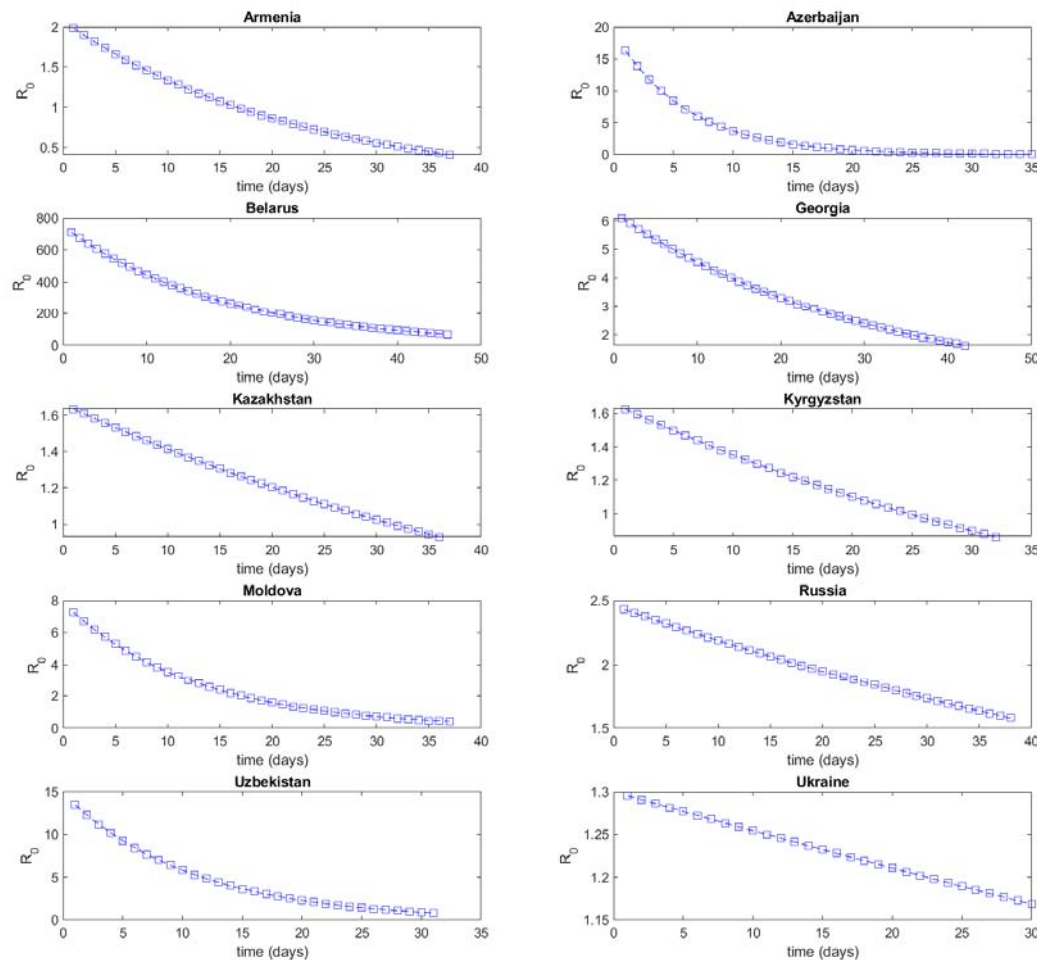 Armenia
2
1.5
1
0.5
R0
0 5 10 15 20 25 30 35 40
time (days)
Azerbaijan
20
15
10
5
0
R0
0 5 10 15 20 25 30 35
time (days)
Belarus
800
600
400
200
0
R0
10 20 30 40 50
time (days)
Georgia
6
5
4
3
2
R0
0 10 20 30 40 50
time (days)
Kazakhstan
1.6
1.4
1.2
1
R0
0 5 10 15 20 25 30 35 40
time (days)
Kyrgyzstan
1.6
1.4
1.2
1
R0
0 5 10 15 20 25 30 35
time (days)
Moldova
8
6
4
2
0
R0
0 5 10 15 20 25 30 35 40
time (days)
Russia
2.5
2
1.5
R0
0 5 10 15 20 25 30 35 40
time (days)
Uzbekistan
15
10
5
0
R0
0 5 10 15 20 25 30 35
time (days)
Ukraine
1.3
1.25
1.2
1.15
R0
0 5 10 15 20 25 30
time (days)